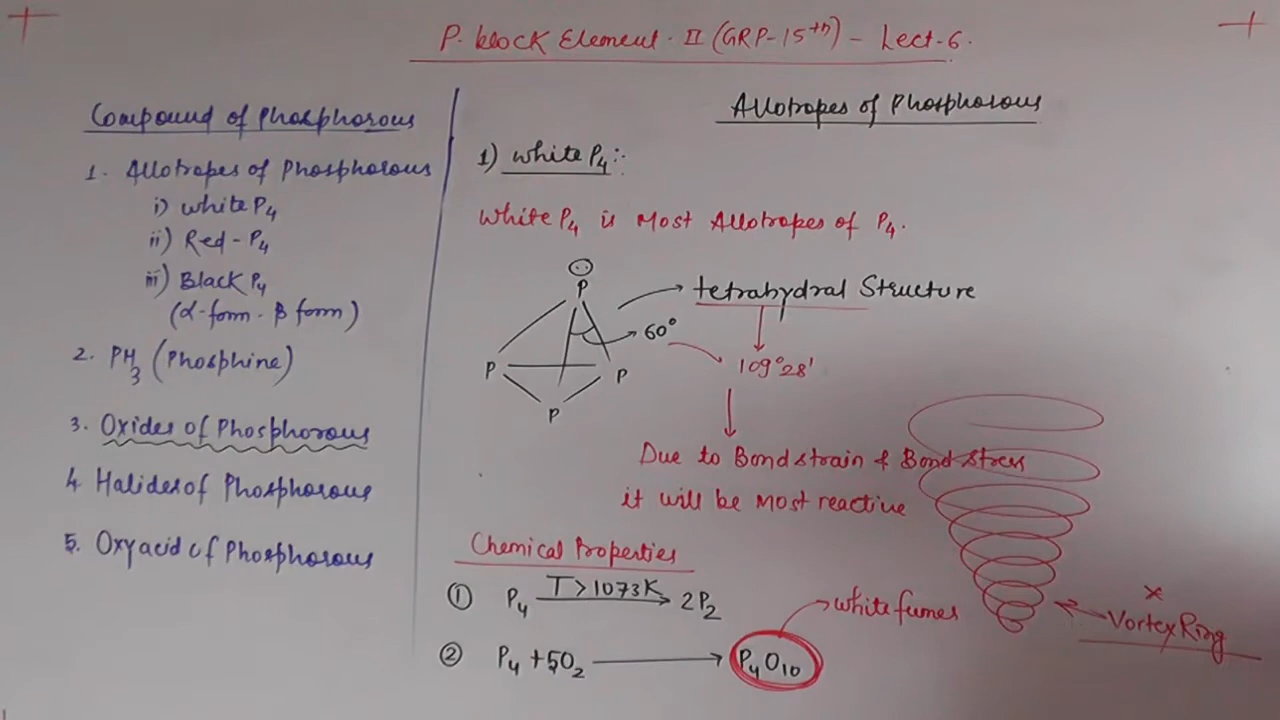 P. block Element - II (GRP-15th) - Lect-6.
Compound of Phosphorous
1. Allotropes of Phosphorous
i) white P4
ii) Red - P4
iii) Black P4
(α-form - β form)
2. PH3 (Phosphine)
3. Oxides of Phosphorous
4. Halides of Phosphorous
5. Oxyacid of Phosphorous
Allotropes of Phosphorous
1) white P4 :-
White P4 is Most Allotropes of P4.
P
P
P
P
60°
tetrahydral Structure
109°28'
Due to Bond strain & Bond Stress
it will be most reactive
Chemical Properties
① P4 T > 1073K 2P2
② P4 + 5O2 → P4O10
white fumes
Vortex Ring